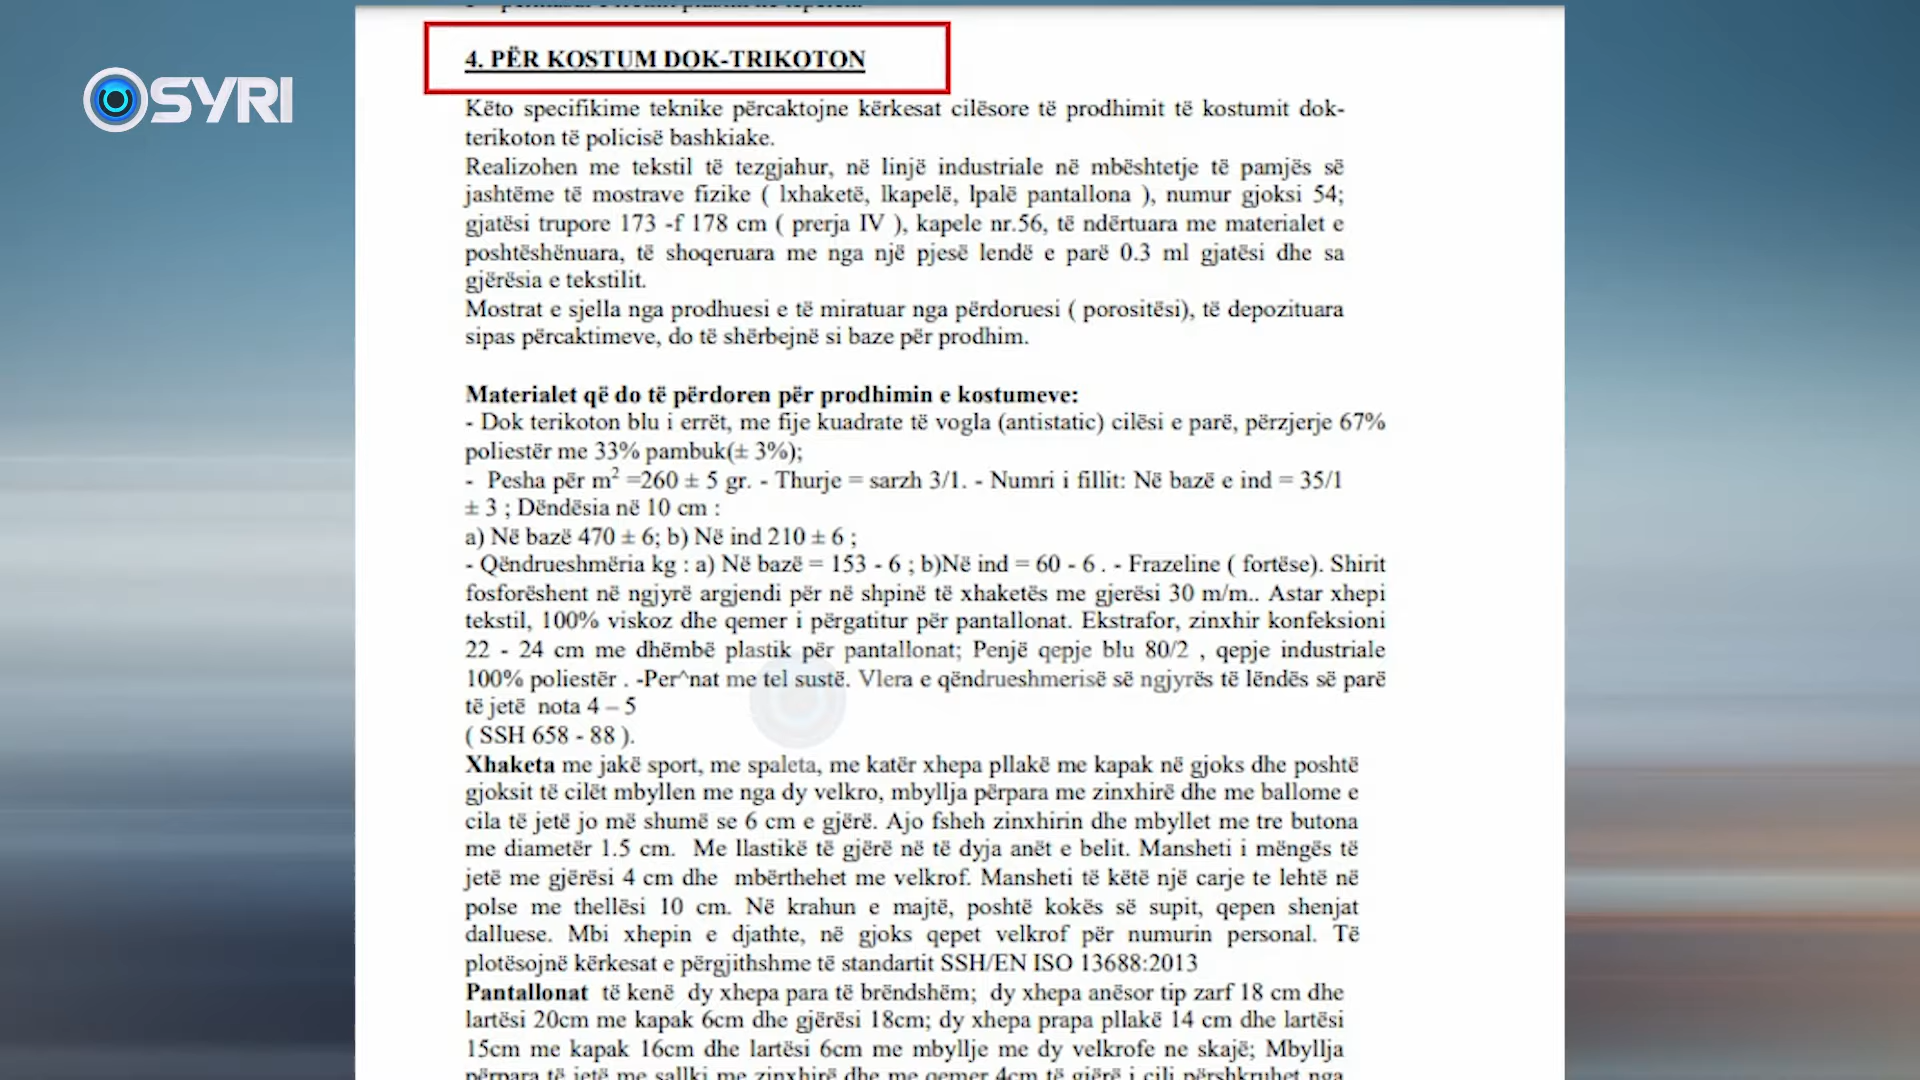 SYRI
4. PËR KOSTUM DOK-TRIKOTON
Këto specifikime teknike përcaktojne kërkesat cilësore të prodhimit të kostumit dok-
terikoton të policisë bashkiake.
Realizohen me tekstil të tezgjahur, në linjë industriale në mbështetje të pamjës së
jashtëme të mostrave fizike ( lxhaketë, lkapelë, lpalë pantallona ), numur gjoksi 54;
gjatësi trupore 173 -f 178 cm ( prerja IV ), kapele nr.56, të ndërtuara me materialet e
poshtëshënuara, të shoqeruara me nga një pjesë lendë e parë 0.3 ml gjatësi dhe sa
gjërësia e tekstilit.
Mostrat e sjella nga prodhuesi e të miratuar nga përdoruesi ( porositësi), të depozituara
sipas përcaktimeve, do të shërbejnë si baze për prodhim.
Materialet që do të përdoren për prodhimin e kostumeve:
- Dok terikoton blu i errët, me fije kuadrate të vogla (antistatic) cilësi e parë, përzjerje 67%
poliestër me 33% pambuk(± 3%);
- Pesha për m² =260 ± 5 gr. - Thurje = sarzh 3/1. - Numri i fillit: Në bazë e ind = 35/1
± 3 ; Dëndësia në 10 cm :
a) Në bazë 470 ± 6; b) Në ind 210 ± 6 ;
- Qëndrueshmëria kg : a) Në bazë = 153 - 6 ; b)Në ind = 60 - 6 . - Frazeline ( fortëse). Shirit
fosforëshent në ngjyrë argjendi për në shpinë të xhaketës me gjerësi 30 m/m.. Astar xhepi
tekstil, 100% viskoz dhe qemer i përgatitur për pantallonat. Ekstrafor, zinxhir konfeksioni
22 - 24 cm me dhëmbë plastik për pantallonat; Penjë qepje blu 80/2 , qepje industriale
100% poliestër . -Per^nat me tel sustë. Vlera e qëndrueshmerisë së ngjyrës të lëndës së parë
të jetë nota 4 – 5
( SSH 658 - 88 ).
Xhaketa me jakë sport, me spaleta, me katër xhepa pllakë me kapak në gjoks dhe poshtë
gjoksit të cilët mbyllen me nga dy velkro, mbyllja përpara me zinxhirë dhe me ballome e
cila të jetë jo më shumë se 6 cm e gjërë. Ajo fsheh zinxhirin dhe mbyllet me tre butona
me diametër 1.5 cm. Me llastikë të gjërë në të dyja anët e belit. Mansheti i mëngës të
jetë me gjërësi 4 cm dhe mbërthehet me velkrof. Mansheti të këtë një carje te lehtë në
polse me thellësi 10 cm. Në krahun e majtë, poshtë kokës së supit, qepen shenjat
dalluese. Mbi xhepin e djathte, në gjoks qepet velkrof për numurin personal. Të
plotësojnë kërkesat e përgjithshme të standartit SSH/EN ISO 13688:2013
Pantallonat të kenë dy xhepa para të brëndshëm; dy xhepa anësor tip zarf 18 cm dhe
lartësi 20cm me kapak 6cm dhe gjërësi 18cm; dy xhepa prapa pllakë 14 cm dhe lartësi
15cm me kapak 16cm dhe lartësi 6cm me mbyllje me dy velkrofe ne skajë; Mbyllja
përpara të jetë me sallki me zinxhirë dhe me qemer 4cm të gjërë i cili përshkruhet nga